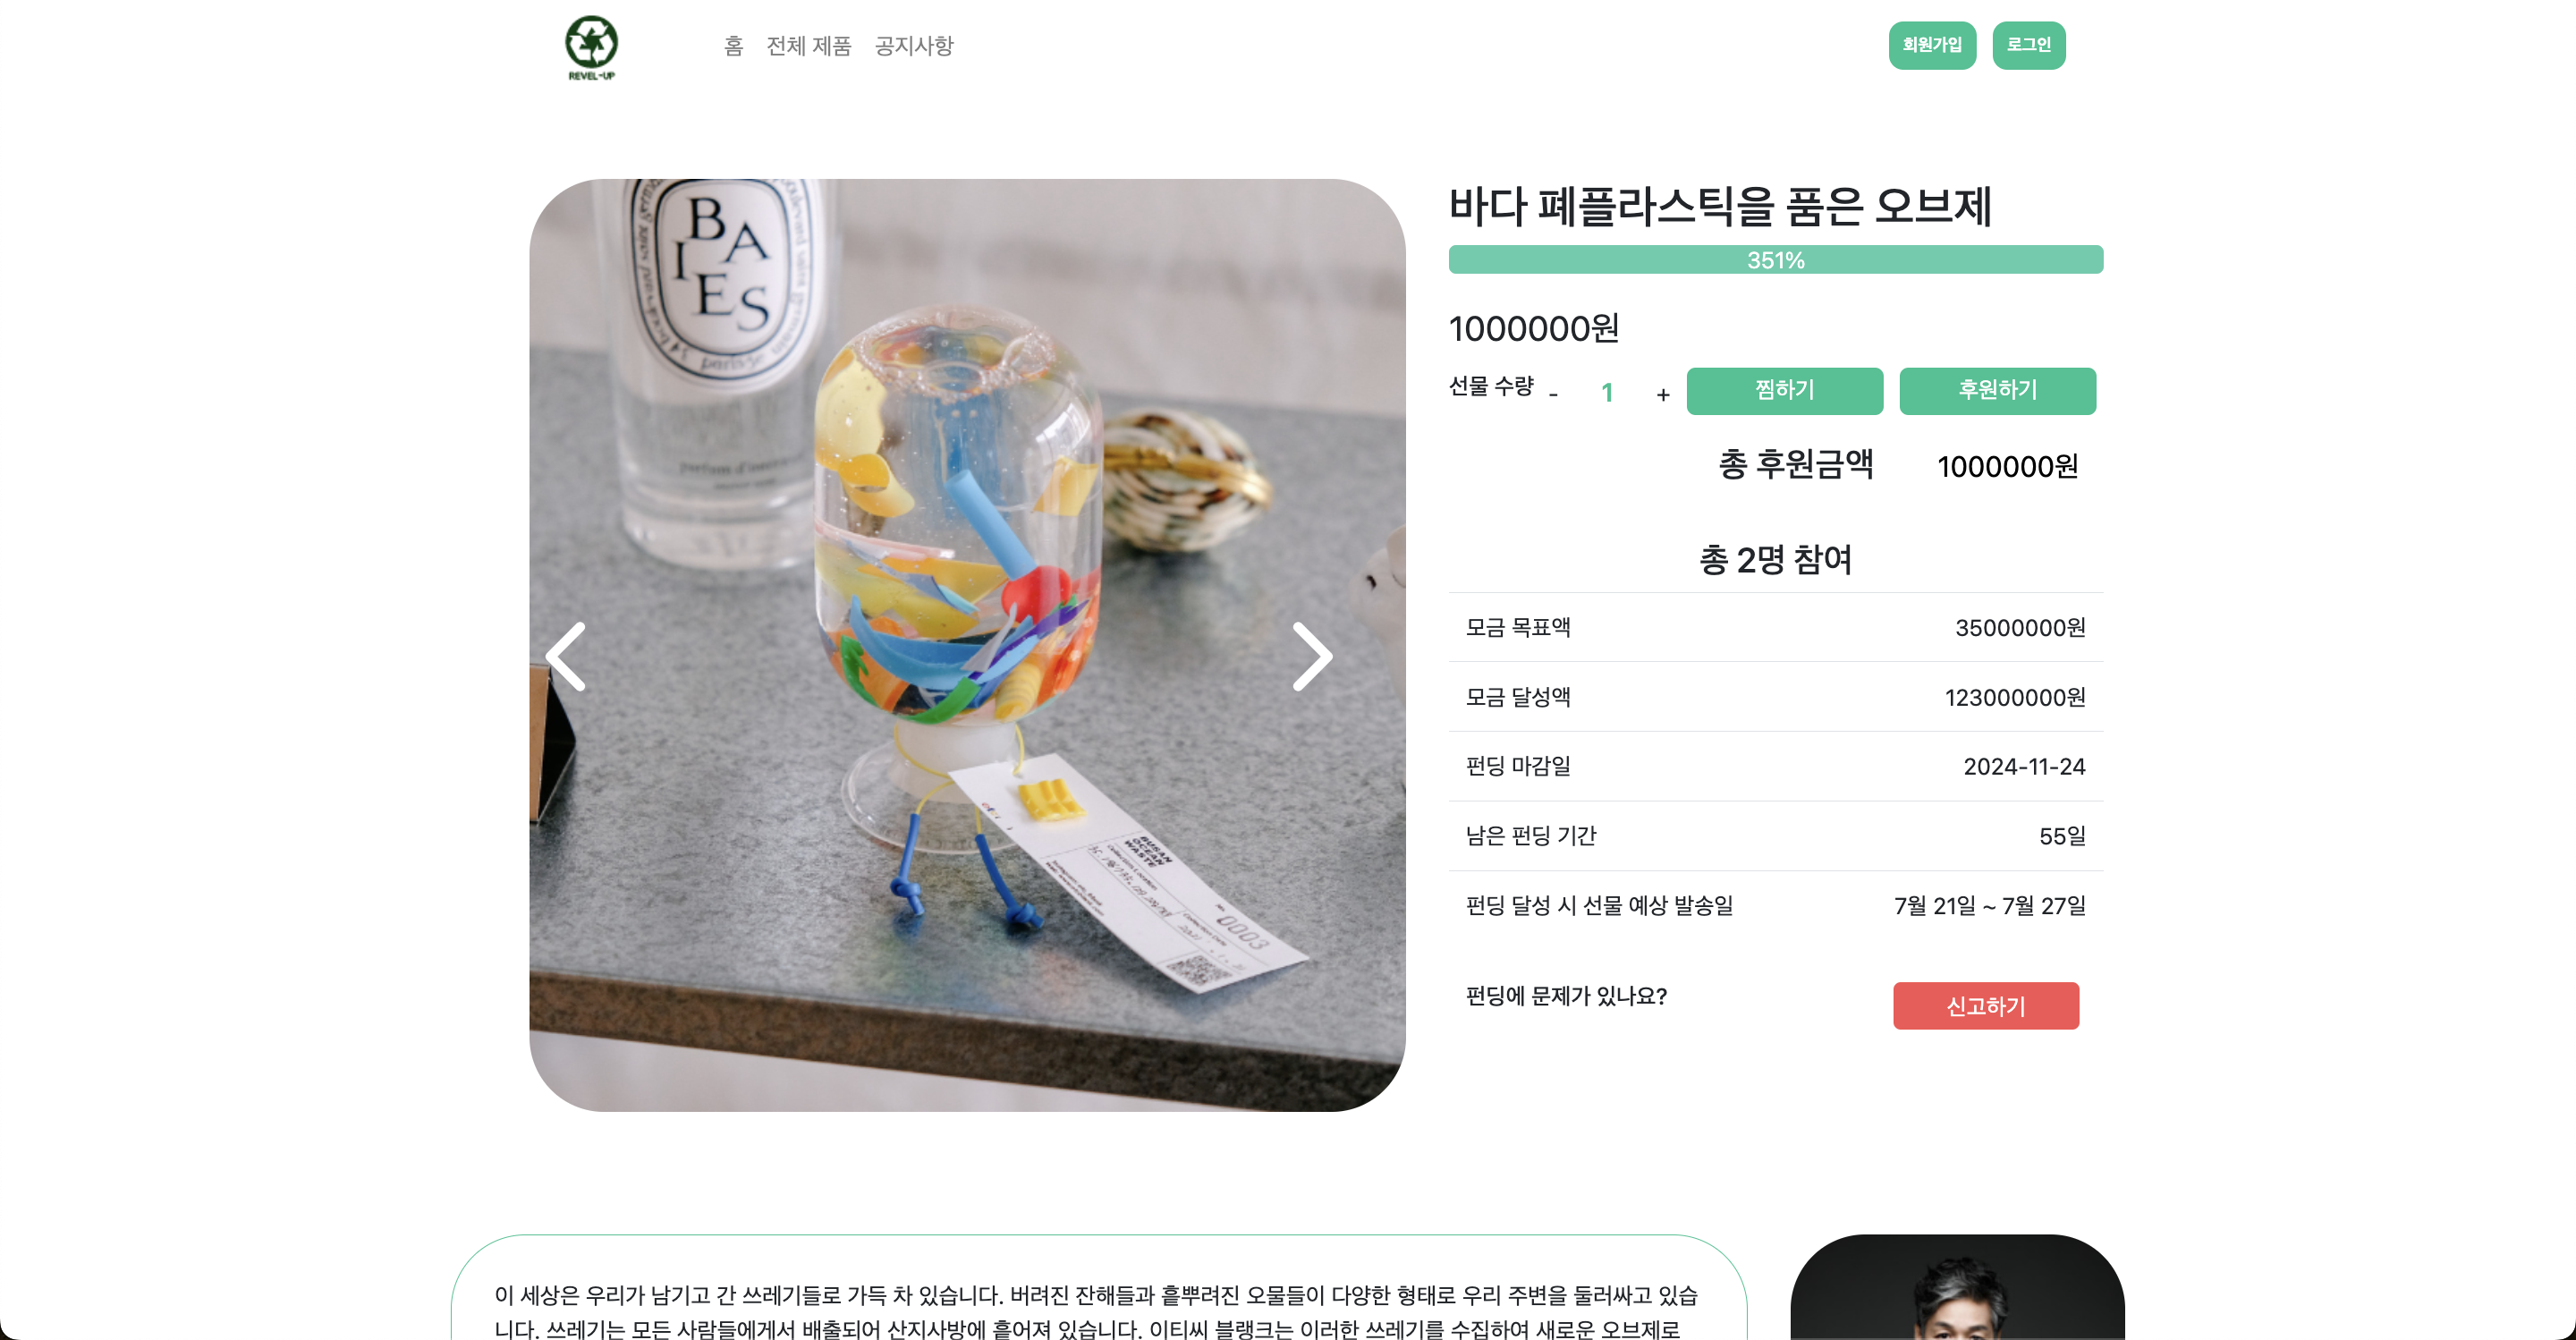 REVEL-UP
홈 전체 제품 공지사항
회원가입 로그인
BAIES
바다 폐플라스틱을 품은 오브제
351%
1000000원
선물 수량 - 1 + 찜하기 후원하기
총 후원금액 1000000원
총 2명 참여
모금 목표액 35000000원
모금 달성액 123000000원
펀딩 마감일 2024-11-24
남은 펀딩 기간 55일
펀딩 달성 시 선물 예상 발송일 7월 21일 ~ 7월 27일
펀딩에 문제가 있나요? 신고하기
BUSAN
OCEAN
WASTE
0003
이 세상은 우리가 남기고 간 쓰레기들로 가득 차 있습니다. 버려진 잔해들과 흩뿌려진 오물들이 다양한 형태로 우리 주변을 둘러싸고 있습
니다. 쓰레기는 모든 사람들에게서 배출되어 산지사방에 흩어져 있습니다. 이티씨 블랭크는 이러한 쓰레기를 수집하여 새로운 오브제로